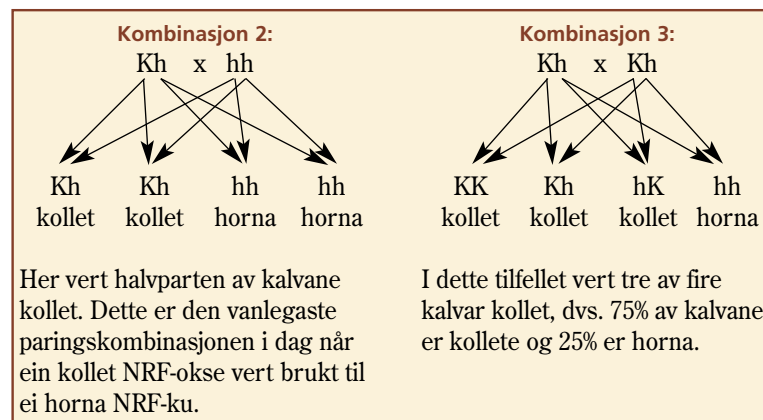 Kombinasjon 2:
Kh x hh
Kh Kh hh hh
kollet kollet horna horna
Her vert halvparten av kalvane
kollet. Dette er den vanlegaste
paringskombinasjonen i dag når
ein kollet NRF-okse vert brukt til
ei horna NRF-ku.
Kombinasjon 3:
Kh x Kh
KK Kh hK hh
kollet kollet kollet horna
I dette tilfellet vert tre av fire
kalvar kollet, dvs. 75% av kalvane
er kollete og 25% er horna.